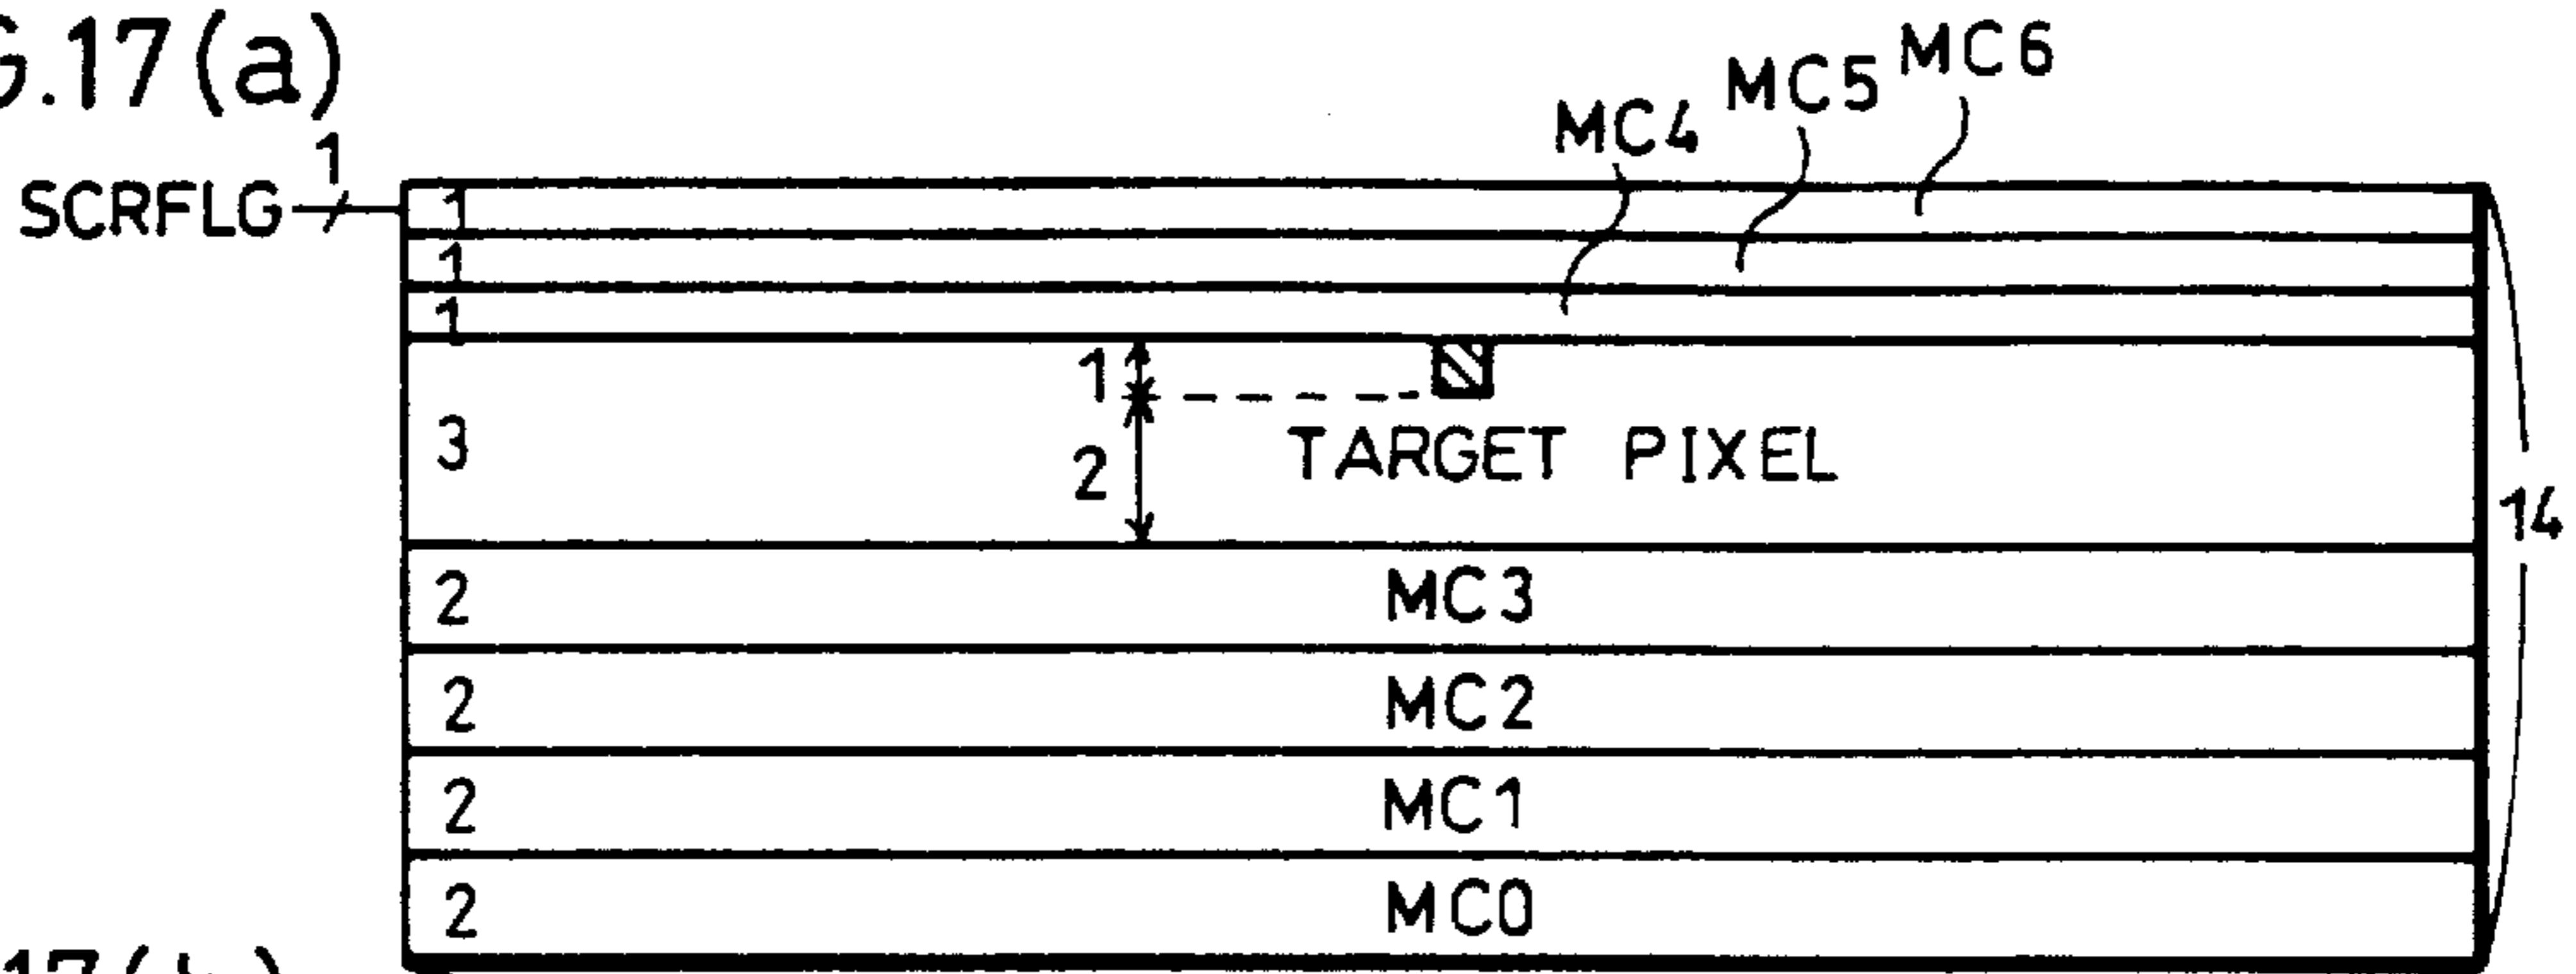 G.17(a)
MC4 MC5 MC6
1
SCRFLG
1
1
1
1
3
2
TARGET PIXEL
14
2 MC3
2 MC2
2 MC1
2 MC0